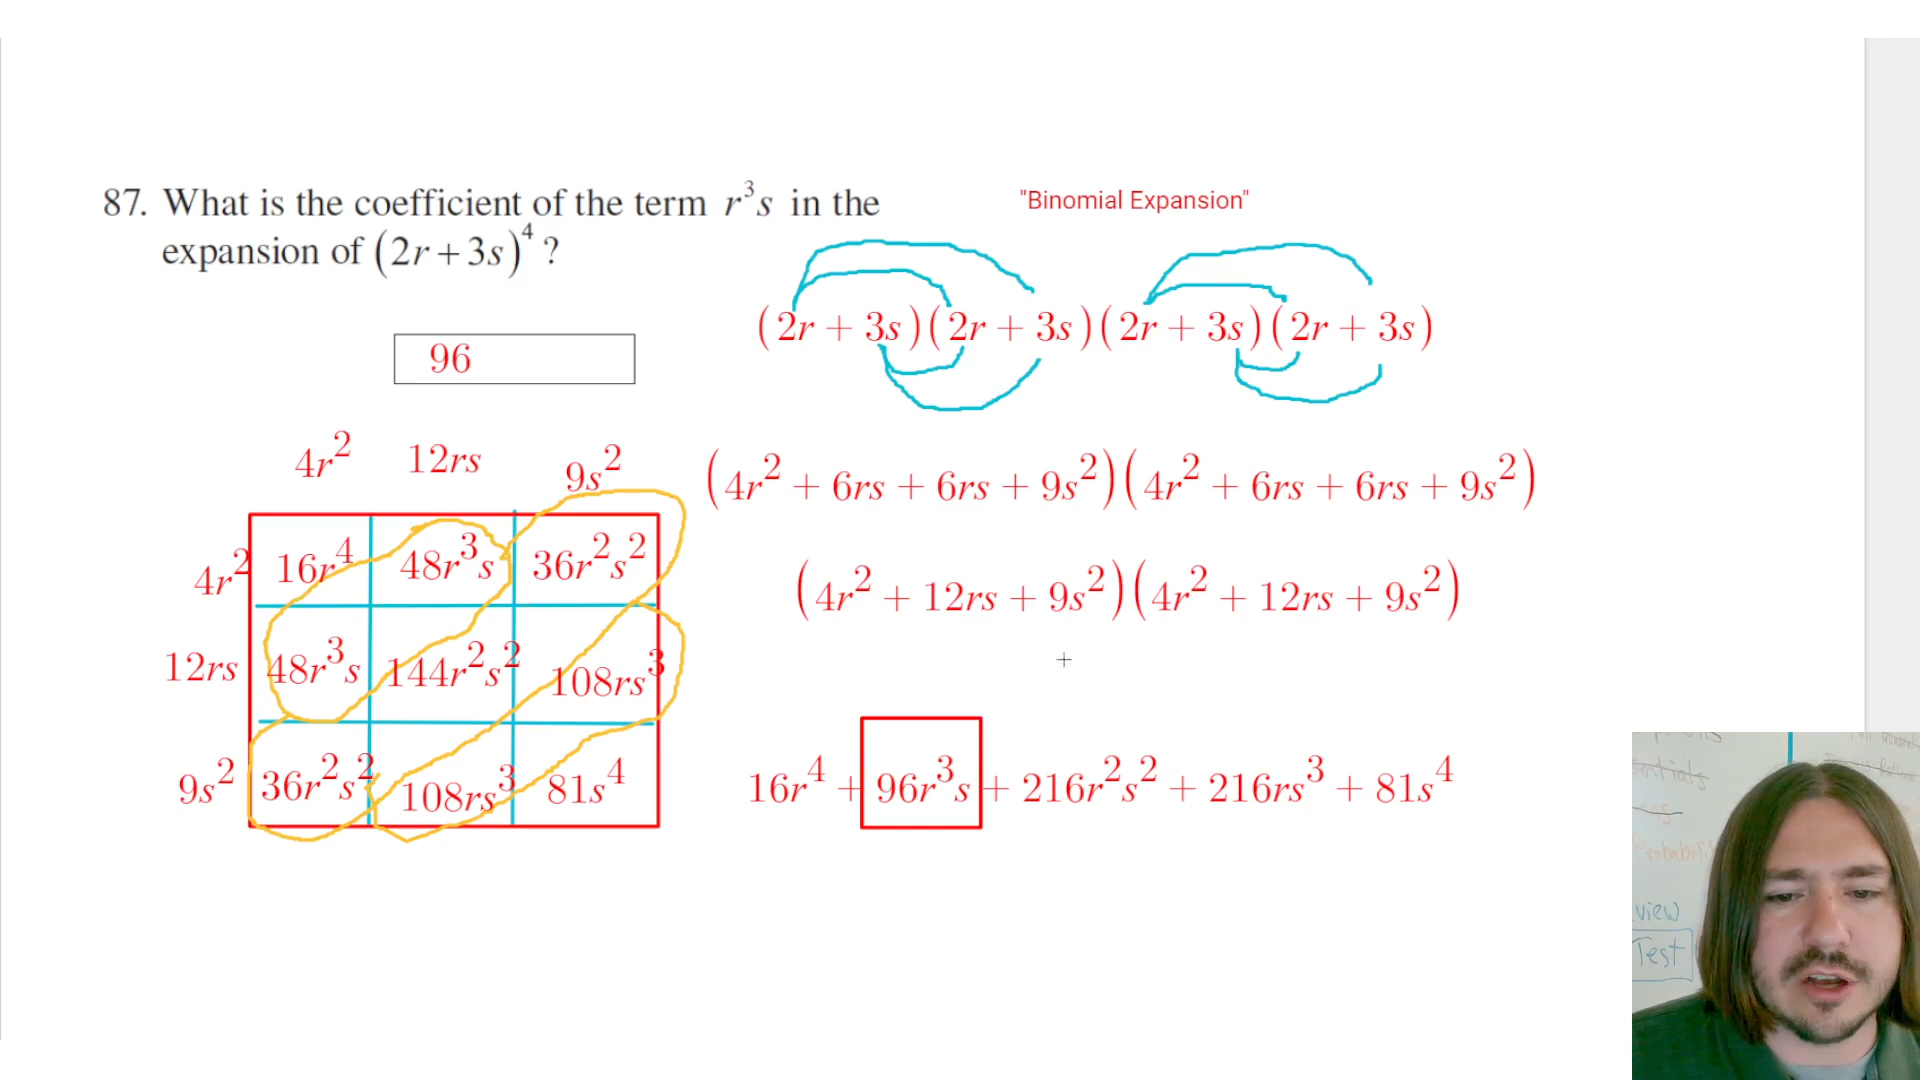 87. What is the coefficient of the term r³s in the
expansion of (2r+3s)⁴?
"Binomial Expansion"
(2r + 3s)(2r + 3s)(2r + 3s)(2r + 3s)
96
4r² 12rs 9s²
(4r² + 6rs + 6rs + 9s²)(4r² + 6rs + 6rs + 9s²)
4r² 16r⁴ 48r³s 36r²s²
(4r² + 12rs + 9s²)(4r² + 12rs + 9s²)
12rs 48r³s 144r²s² 108rs³
9s² 36r²s² 108rs³ 81s⁴
16r⁴ + 96r³s + 216r²s² + 216rs³ + 81s⁴
view
Test